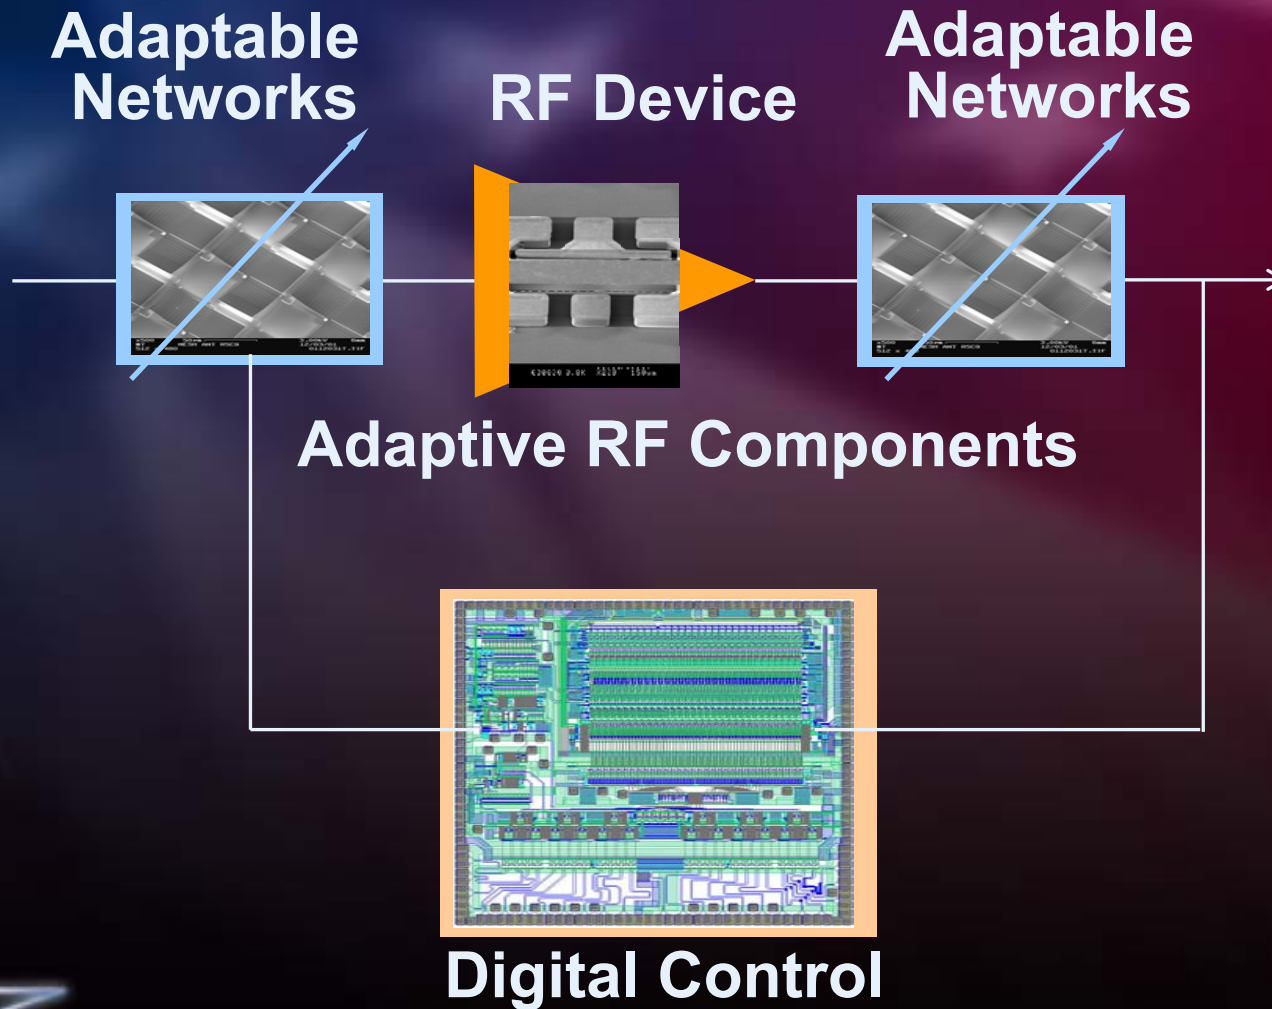 Adaptable
Networks
RF Device
Adaptable
Networks
Adaptive RF Components
Digital Control